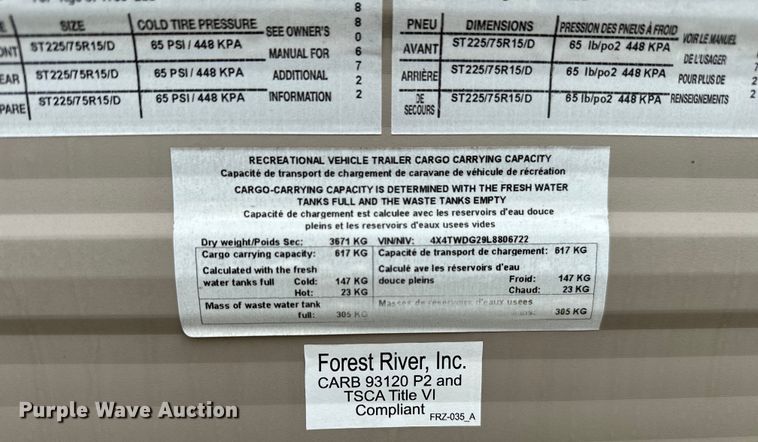 SIZE COLD TIRE PRESSURE SEE OWNER'S
ONT ST225/75R15/D 65 PSI / 448 KPA MANUAL FOR
EAR ST225/75R15/D 65 PSI / 448 KPA ADDITIONAL
PARE ST225/75R15/D 65 PSI / 448 KPA INFORMATION
8
8
0
6
7
2
2
PNEU DIMENSIONS PRESSION DES PNEUS À FROID VOIR LE MANUEL
AVANT ST225/75R15/D 65 lb/po2 448 KPA DE L'USAGER
ARRIÈRE ST225/75R15/D 65 lb/po2 448 KPA POUR PLUS DE
DE SECOURS ST225/75R15/D 65 lb/po2 448 KPA RENSEIGNEMENTS
RECREATIONAL VEHICLE TRAILER CARGO CARRYING CAPACITY
Capacité de transport de chargement de caravane de véhicule de récréation
CARGO-CARRYING CAPACITY IS DETERMINED WITH THE FRESH WATER
TANKS FULL AND THE WASTE TANKS EMPTY
Capacité de chargement est calculee avec les reservoirs d'eau douce
pleins et les reservoirs d'eaux usees vides
Dry weight/Poids Sec: 3671 KG VIN/NIV: 4X4TWDG29L8806722
Cargo carrying capacity: 617 KG Capacité de transport de chargement: 617 KG
Calculated with the fresh Calculé ave les réservoirs d'eau
water tanks full Cold: 147 KG douce pleins Froid: 147 KG
Hot: 23 KG Chaud: 23 KG
Mass of waste water tank Masses de réservoirs d'eaux usées
full: 305 KG 305 KG
Forest River, Inc.
CARB 93120 P2 and
TSCA Title VI
Compliant
FRZ-035_A
Purple Wave Auction